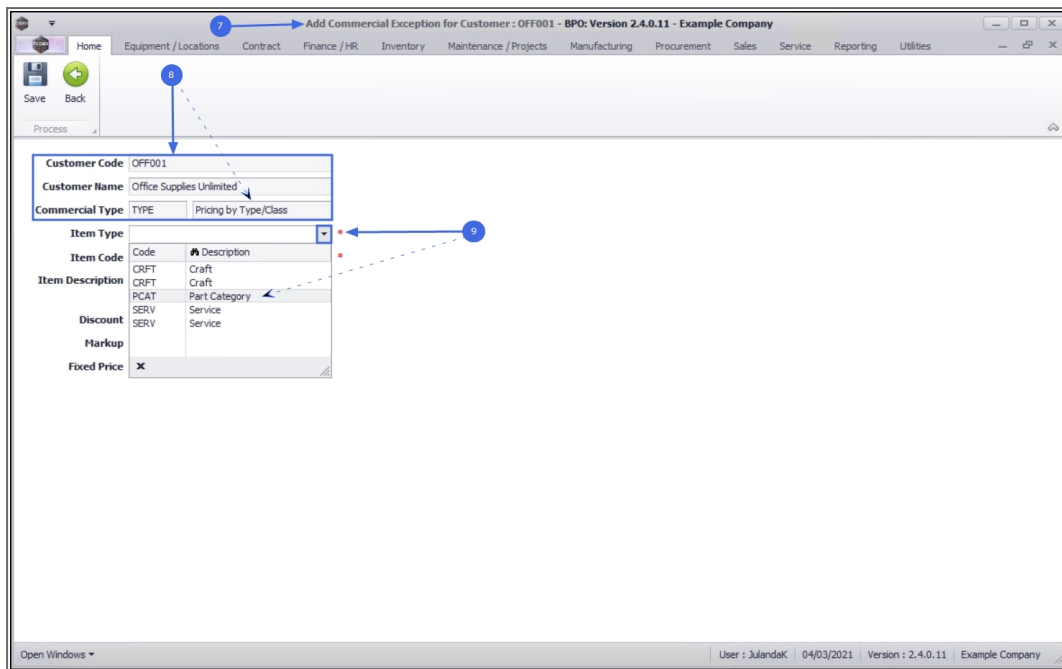 7
Add Commercial Exception for Customer : OFF001 - BPO: Version 2.4.0.11 - Example Company
Home Equipment / Locations Contract Finance / HR Inventory Maintenance / Projects Manufacturing Procurement Sales Service Reporting Utilities
Save Back
8
Process
Customer Code OFF001
Customer Name Office Supplies Unlimited
Commercial Type TYPE Pricing by Type/Class
Item Type *
9
Item Code Code Description *
CRFT Craft
Item Description CRFT Craft
PCAT Part Category
SERV Service
Discount SERV Service
Markup
Fixed Price
Open Windows User : JulandaK 04/03/2021 Version : 2.4.0.11 Example Company